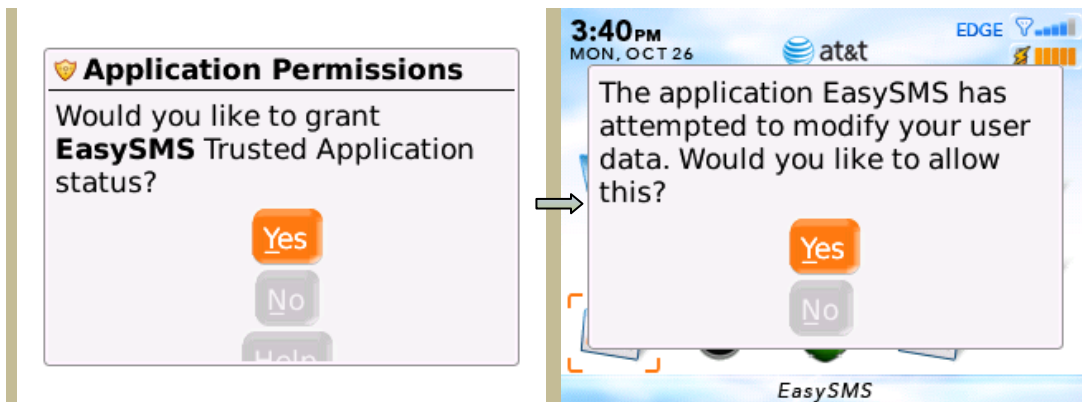 Application Permissions
Would you like to grant
EasySMS Trusted Application
status?
Yes
No
Help
3:40PM
MON, OCT 26
at&t
EDGE
The application EasySMS has
attempted to modify your user
data. Would you like to allow
this?
Yes
No
EasySMS